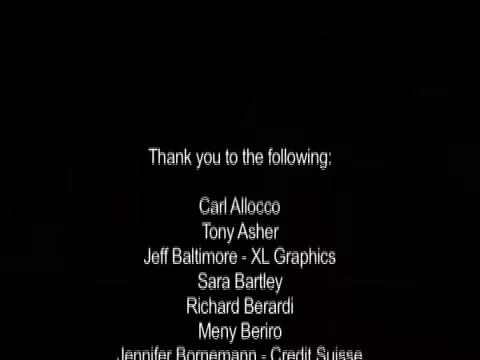 Thank you to the following:
Carl Allocco
Tony Asher
Jeff Baltimore - XL Graphics
Sara Bartley
Richard Berardi
Meny Beriro
Jennifer Bornemann - Credit Suisse